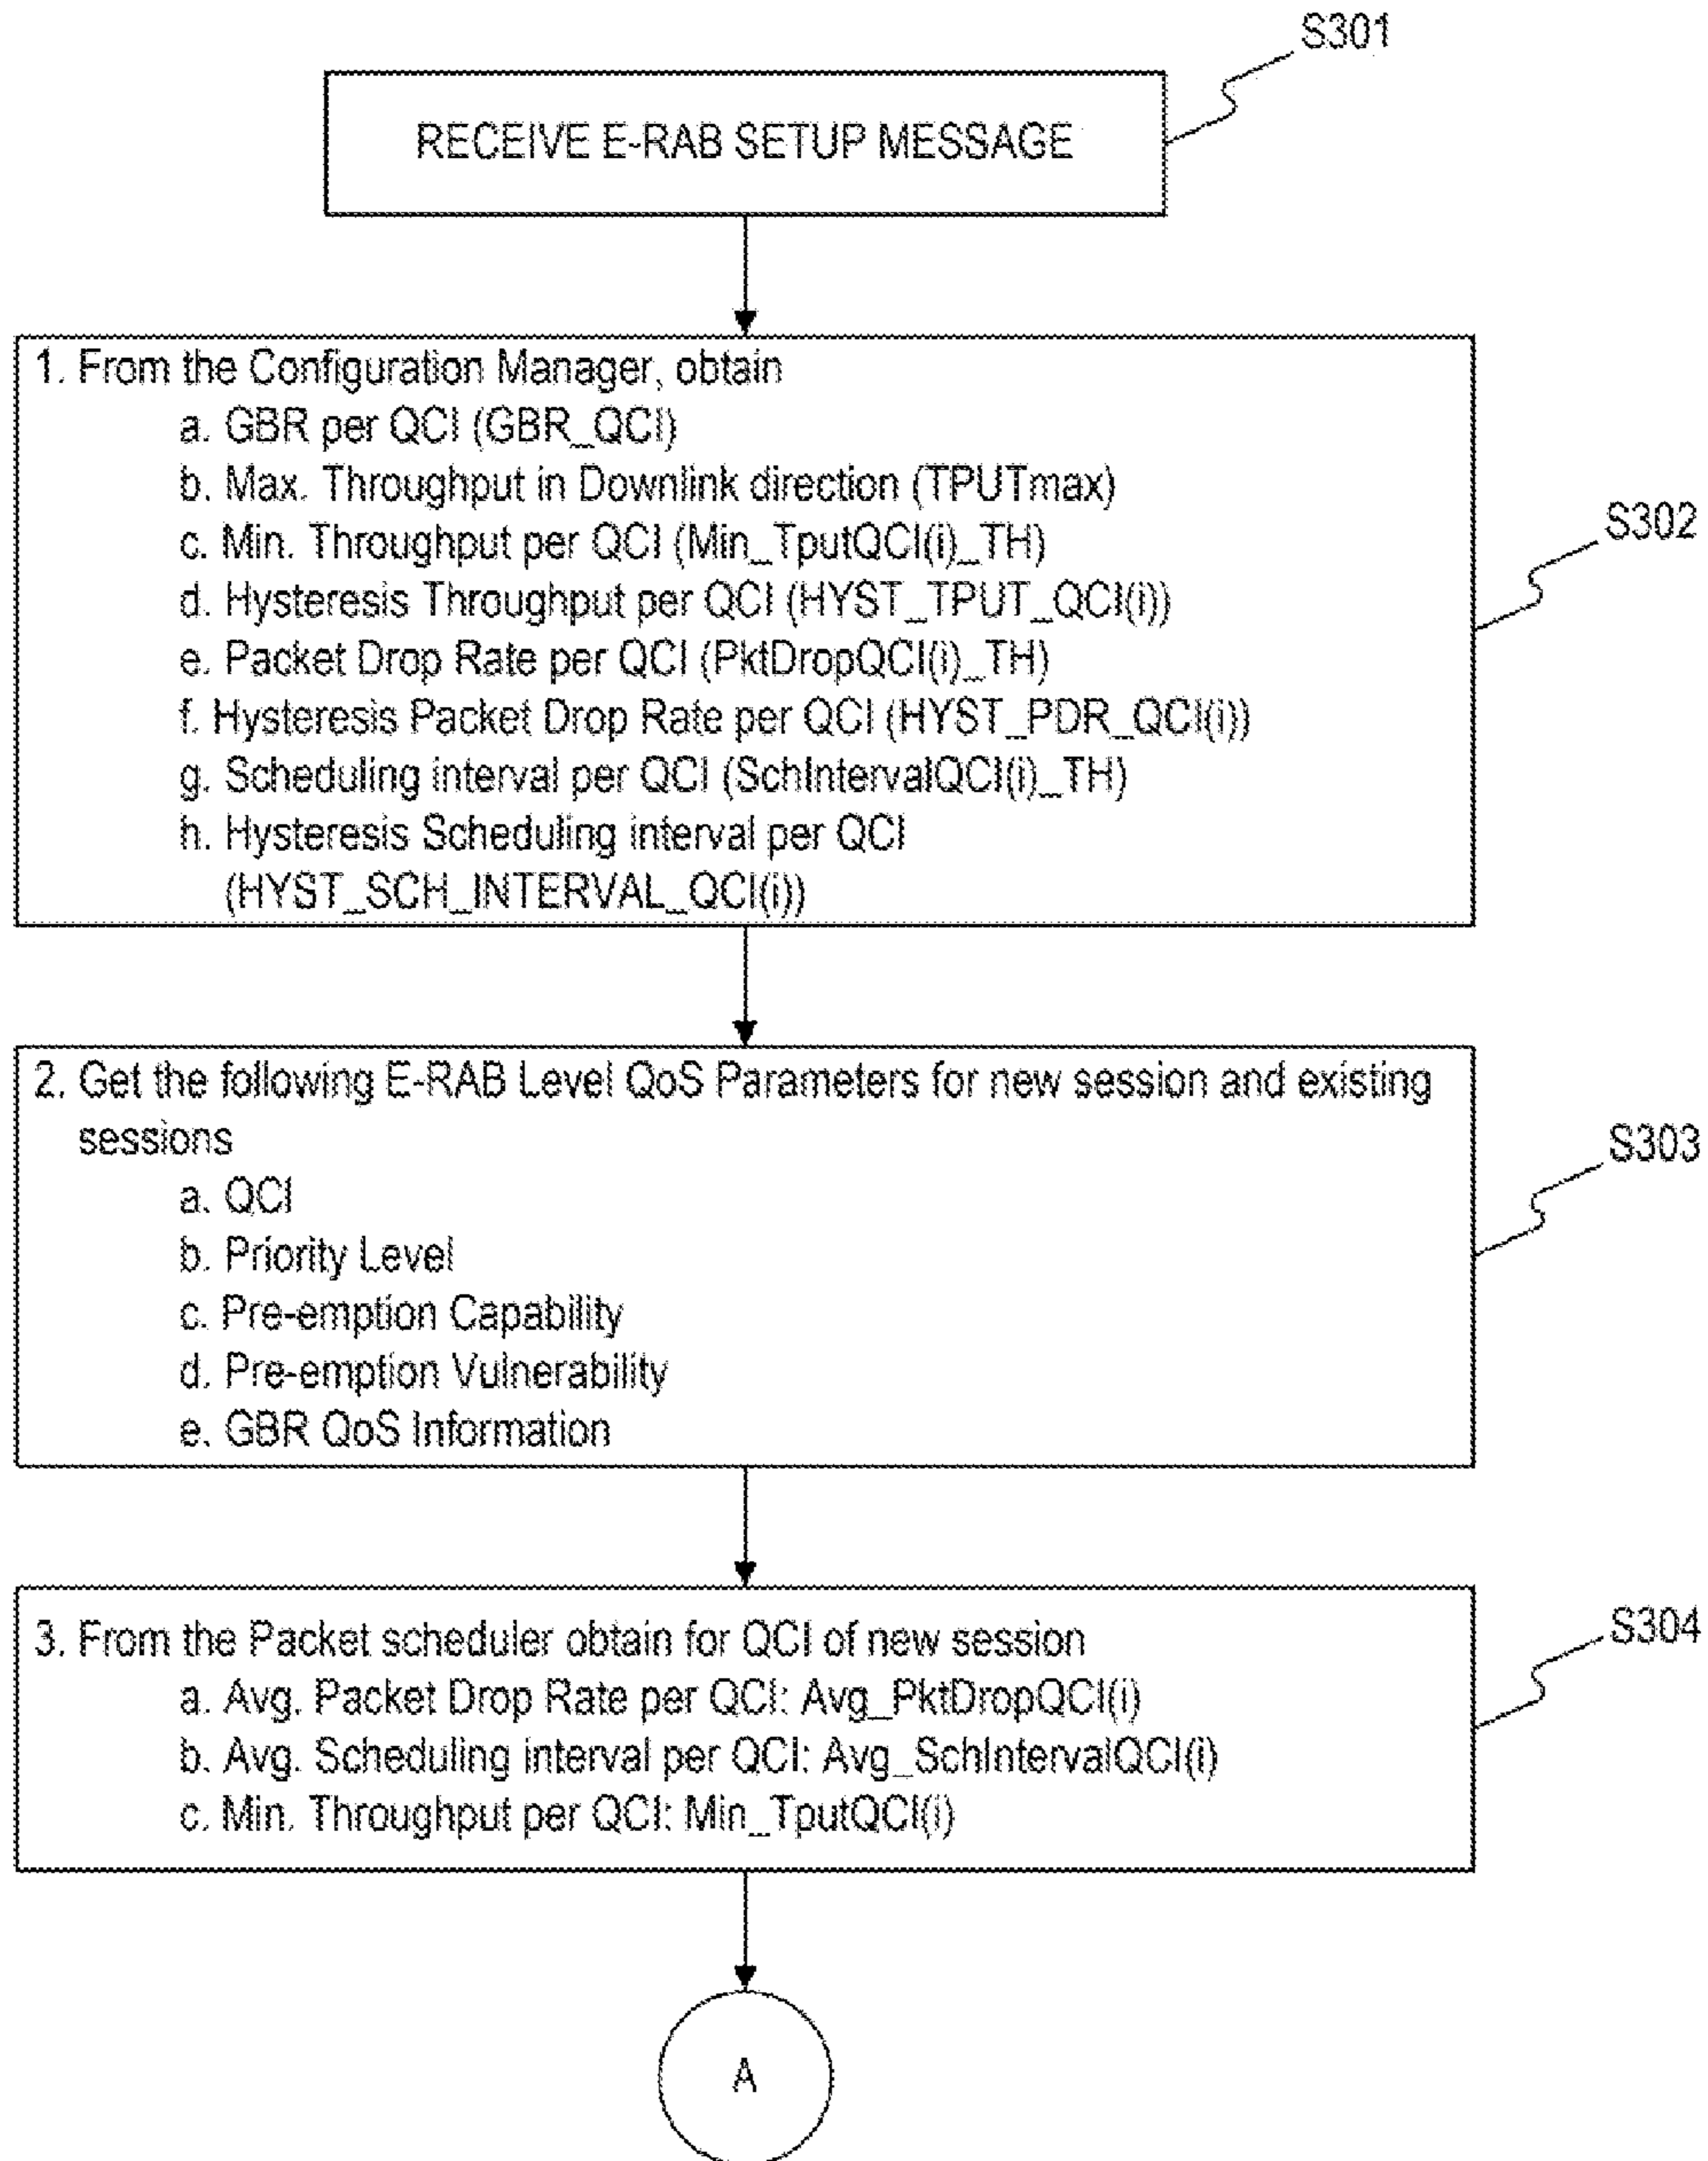 S301
RECEIVE E-RAB SETUP MESSAGE
1. From the Configuration Manager, obtain
a. GBR per QCI (GBR_QCI)
b. Max. Throughput in Downlink direction (TPUTmax)
c. Min. Throughput per QCI (Min_TputQCI(i)_TH)
d. Hysteresis Throughput per QCI (HYST_TPUT_QCI(i))
e. Packet Drop Rate per QCI (PktDropQCI(i)_TH)
f. Hysteresis Packet Drop Rate per QCI (HYST_PDR_QCI(i))
g. Scheduling interval per QCI (SchIntervalQCI(i)_TH)
h. Hysteresis Scheduling interval per QCI
(HYST_SCH_INTERVAL_QCI(i))
S302
2. Get the following E-RAB Level QoS Parameters for new session and existing
sessions
a. QCI
b. Priority Level
c. Pre-emption Capability
d. Pre-emption Vulnerability
e. GBR QoS Information
S303
3. From the Packet scheduler obtain for QCI of new session
a. Avg. Packet Drop Rate per QCI: Avg_PktDropQCI(i)
b. Avg. Scheduling interval per QCI: Avg_SchIntervalQCI(i)
c. Min. Throughput per QCI: Min_TputQCI(i)
S304
A